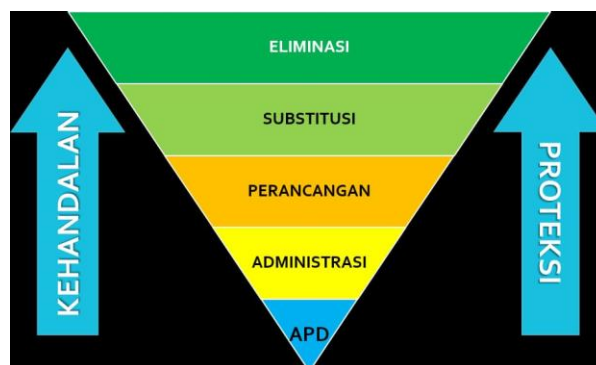 ELIMINASI
SUBSTITUSI
PERANCANGAN
ADMINISTRASI
APD
KEHANDALAN
PROTEKSI